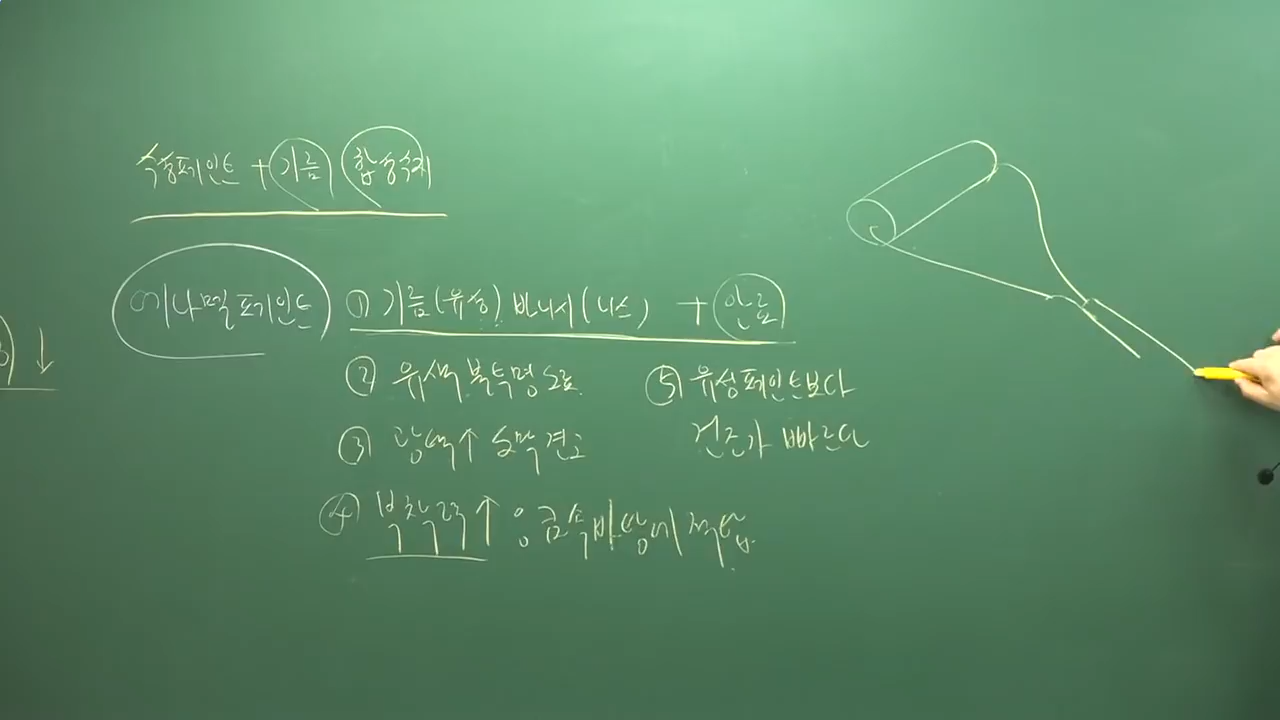 수성페인트 + 기름 합성수지
에나멜 페인트
① 기름(유성) 바니시(니스) + 안료
② 유색 불투명 도료
③ 광택↑ 도막 견고
④ 부착력↑ : 금속바탕에 적합.
⑤ 유성페인트보다
건조가 빠르다
↓